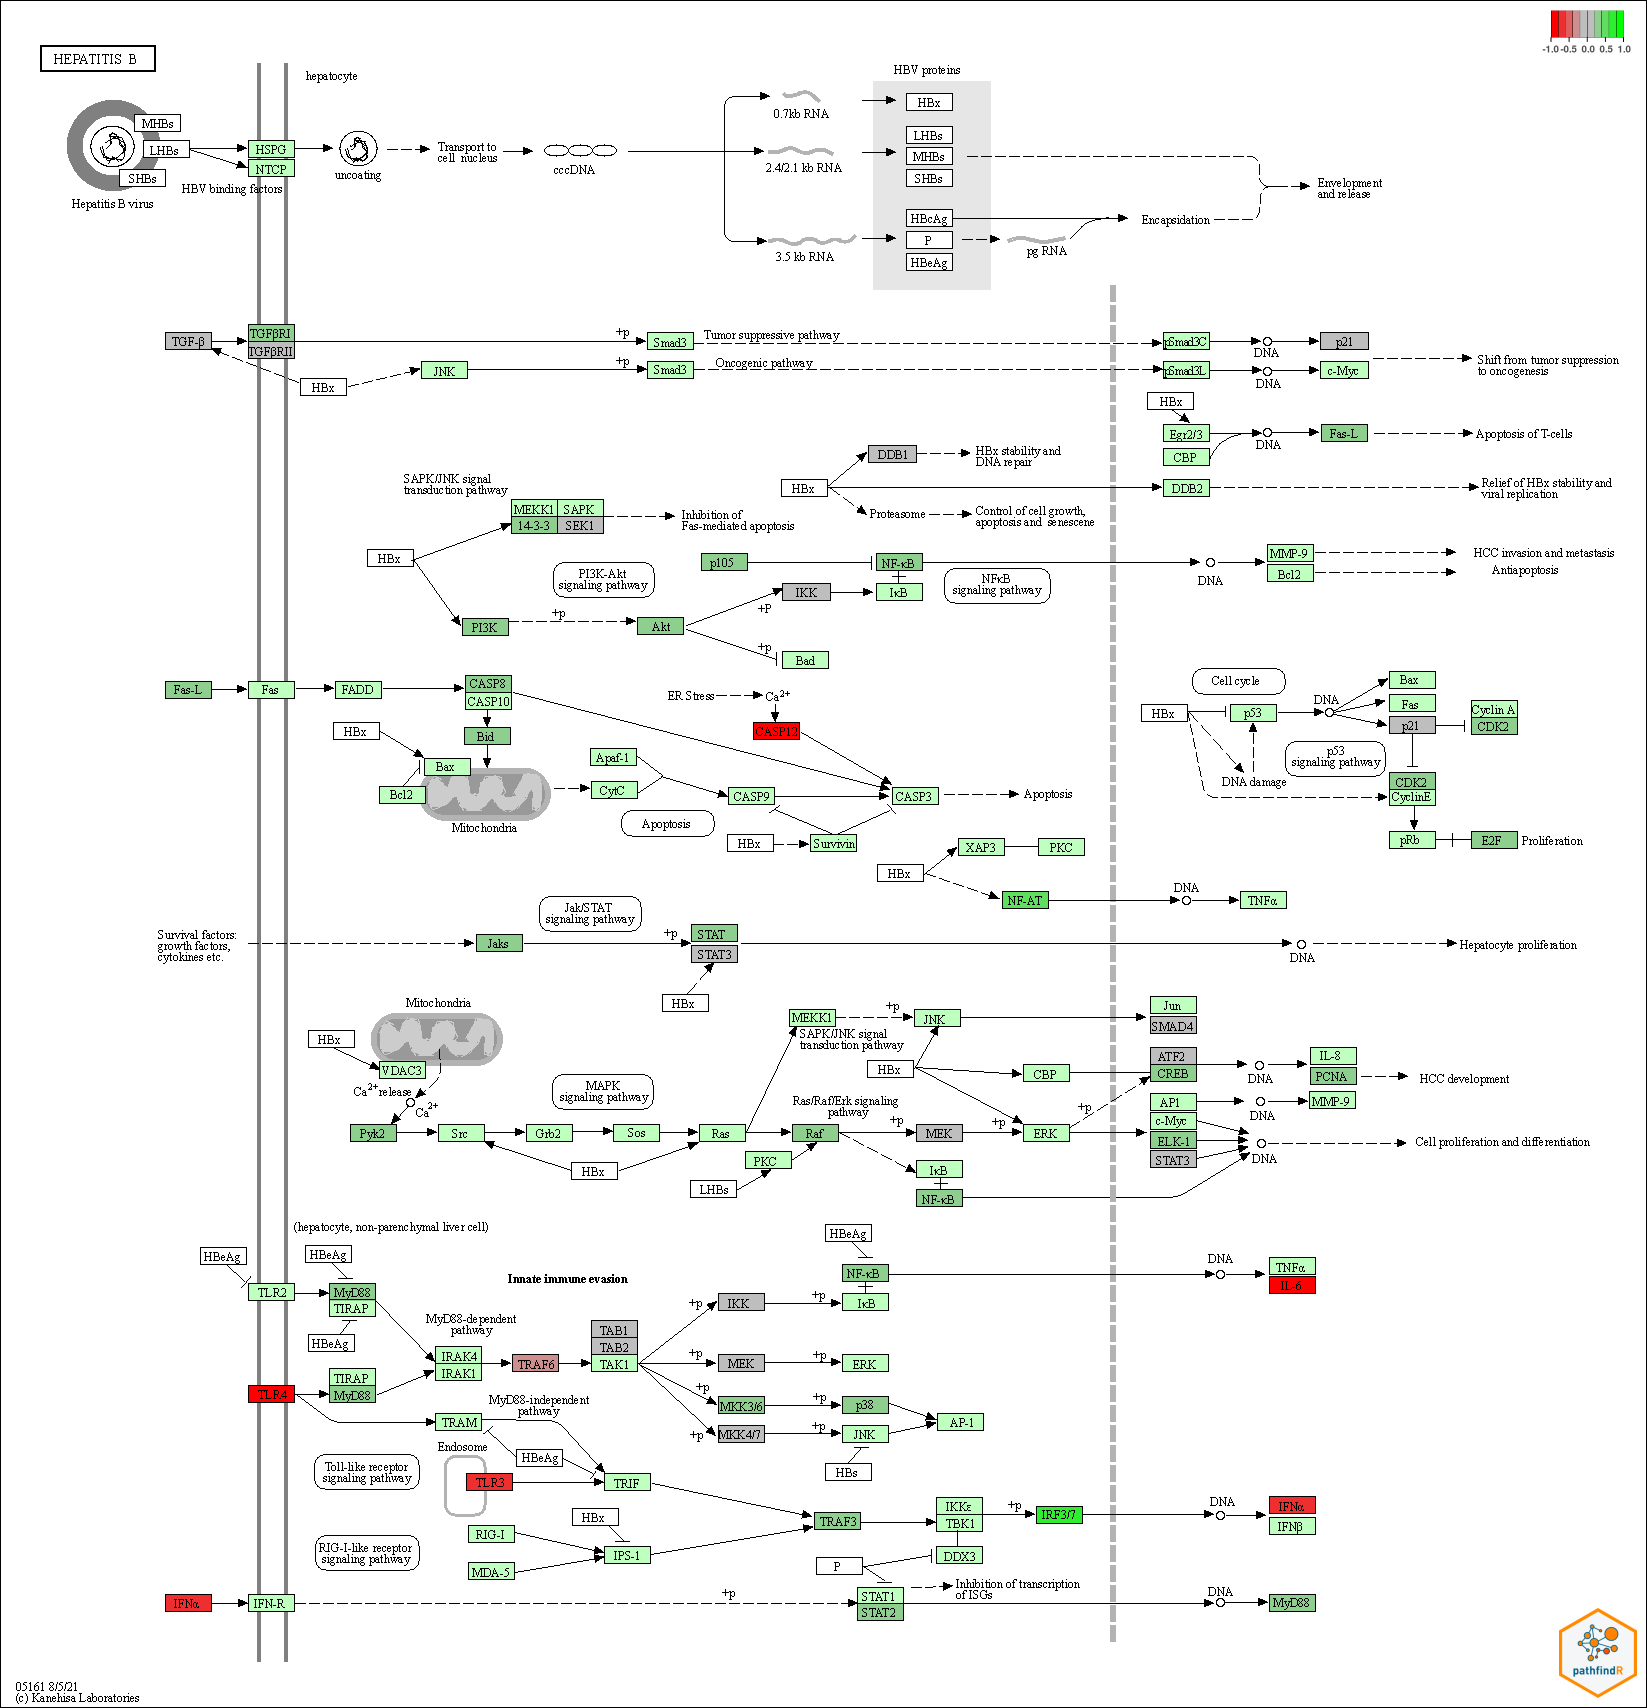 -1.0 -0.5 0.0 0.5 1.0
HEPATITIS B
hepatocyte
HBV proteins
MHBs
LHBs
SHBs
Hepatitis B virus
HSPG
NTCP
HBV binding factors
uncoating
Transport to
cell nucleus
cccDNA
0.7kb RNA
2.4/2.1 kb RNA
3.5 kb RNA
HBx
LHBs
MHBs
SHBs
HBcAg
P
HBeAg
pg RNA
Encapsidation
Envelopment
and release
TGF-β
TGFβRI
TGFβRII
HBx
JNK
+p
Smad3
Tumor suppressive pathway
+p
Smad3
Oncogenic pathway
pSmad3C
DNA
p21
pSmad3L
DNA
c-Myc
Shift from tumor suppression
to oncogenesis
HBx
Egr2/3
CBP
DNA
Fas-L
Apoptosis of T-cells
DDB1
HBx stability and
DNA repair
HBx
DDB2
Relief of HBx stability and
viral replication
Proteasome
Control of cell growth,
apoptosis and senescene
SAPK/JNK signal
transduction pathway
MEKK1
SAPK
14-3-3
SEK1
Inhibition of
Fas-mediated apoptosis
HBx
PI3K-Akt
signaling pathway
p105
NF-κB
IKK
IκB
NFκB
signaling pathway
DNA
MMP-9
Bcl2
HCC invasion and metastasis
Antiapoptosis
PI3K
+p
Akt
+p
+p
Bad
Fas-L
Fas
FADD
CASP8
CASP10
Bid
HBx
Bax
Bcl2
Mitochondria
ER Stress
Ca2+
CASP12
Apaf-1
CytC
CASP9
CASP3
Apoptosis
Apoptosis
HBx
Survivin
Cell cycle
HBx
p53
DNA
Bax
Fas
p21
Cyclin A
CDK2
p53
signaling pathway
DNA damage
CDK2
CyclinE
pRb
E2F
Proliferation
HBx
XAP3
PKC
NF-AT
DNA
TNFα
Jak/STAT
signaling pathway
Survival factors:
growth factors,
cytokines etc.
Jaks
+p
STAT
STAT3
HBx
DNA
Hepatocyte proliferation
Mitochondria
HBx
VDAC3
Ca2+ release
Ca2+
Pyk2
Src
Grb2
Sos
Ras
Raf
MEK
ERK
HBx
MAPK
signaling pathway
PKC
LHBs
MEKK1
+p
JNK
SAPK/JNK signal
transduction pathway
HBx
CBP
Ras/Raf/Erk signaling
pathway
+p
+p
+p
IκB
NF-κB
Jun
SMAD4
ATF2
CREB
DNA
IL-8
PCNA
HCC development
AP1
DNA
MMP-9
c-Myc
ELK-1
STAT3
DNA
Cell proliferation and differentiation
(hepatocyte, non-parenchymal liver cell)
HBeAg
HBeAg
TLR2
MyD88
TIRAP
HBeAg
Innate immune evasion
MyD88-dependent
pathway
TLR4
TIRAP
MyD88
IRAK4
IRAK1
TRAF6
TAB1
TAB2
TAK1
+p
IKK
+p
IκB
NF-κB
HBeAg
DNA
TNFα
IL-6
+p
MEK
+p
ERK
+p
MKK3/6
+p
p38
+p
MKK4/7
+p
JNK
AP-1
HBs
MyD88-independent
pathway
TRAM
Endosome
HBeAg
TLR3
TRIF
Toll-like receptor
signaling pathway
RIG-I-like receptor
signaling pathway
RIG-I
MDA-5
HBx
IPS-1
TRAF3
IKKε
TBK1
DDX3
+p
IRF3/7
DNA
IFNα
IFNβ
P
IFNα
IFN-R
+p
STAT1
STAT2
Inhibition of transcription
of ISGs
DNA
MyD88
05161 8/5/21
(c) Kanehisa Laboratories
pathfindR